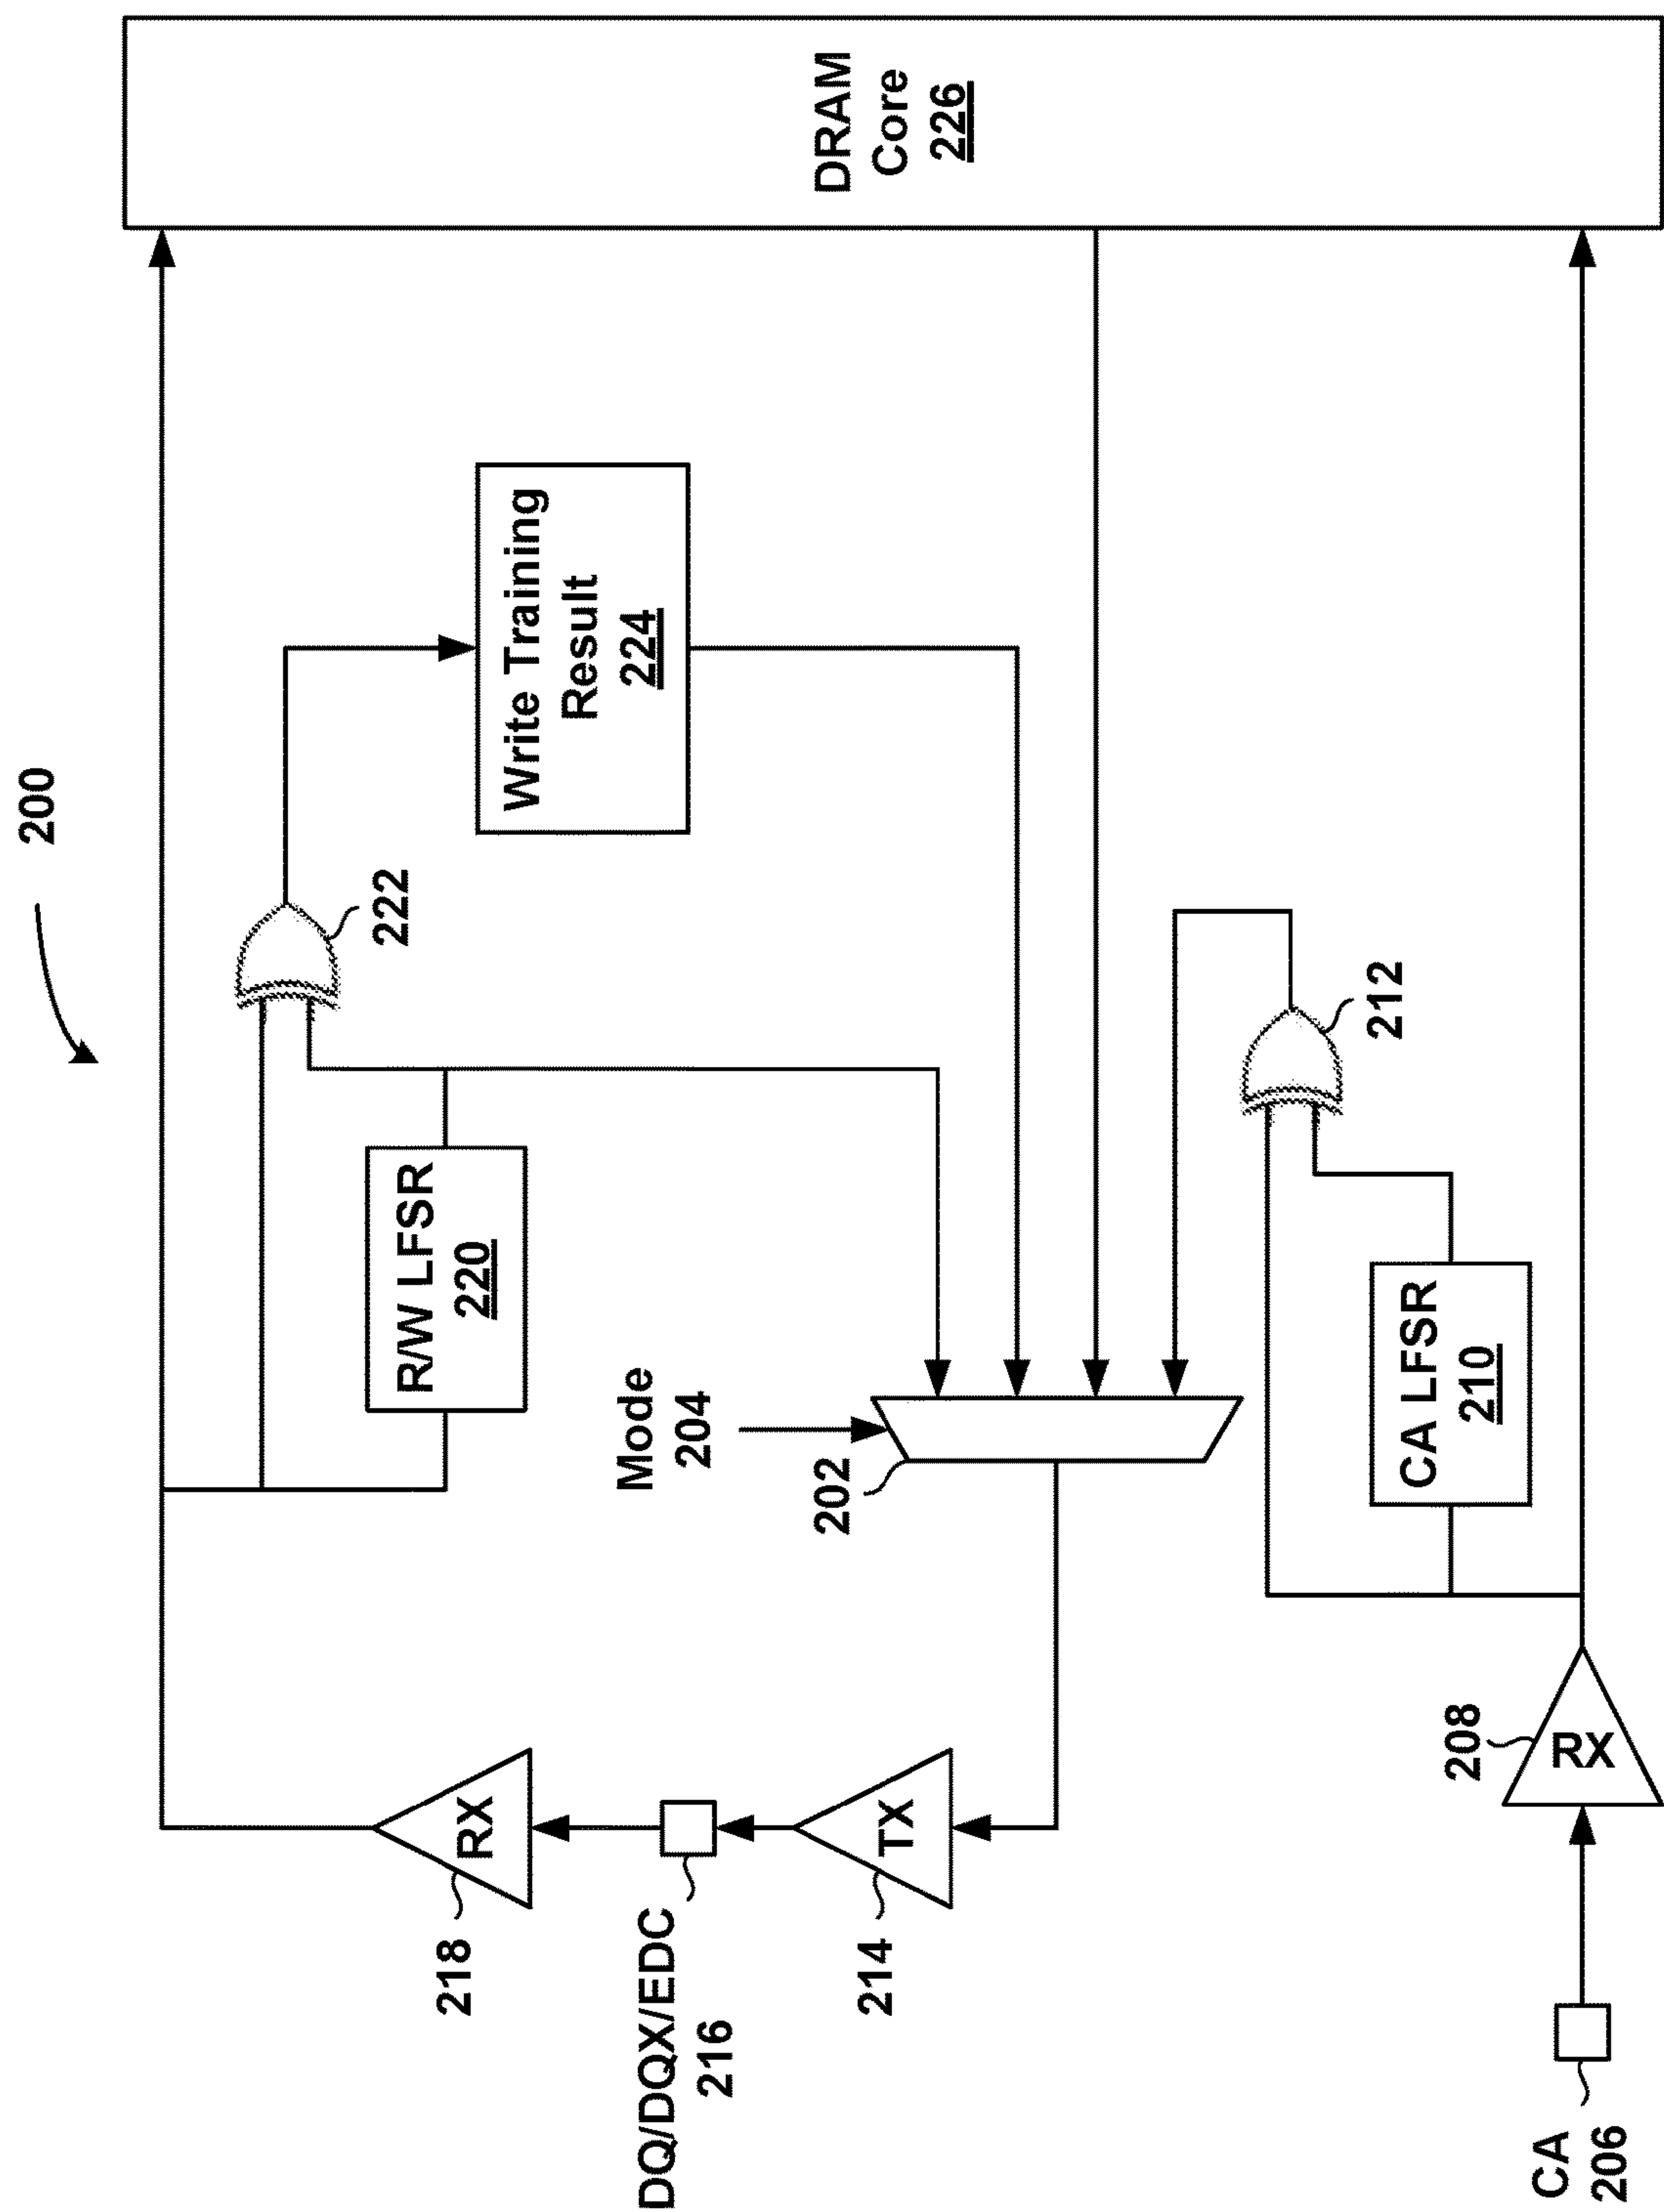 200
DRAM
Core
226
222
Write Training
Result
224
R/W LFSR
220
Mode
204
202
212
CA LFSR
210
RX
218
DQ/DQX/EDC
216
TX
214
208
RX
CA
206